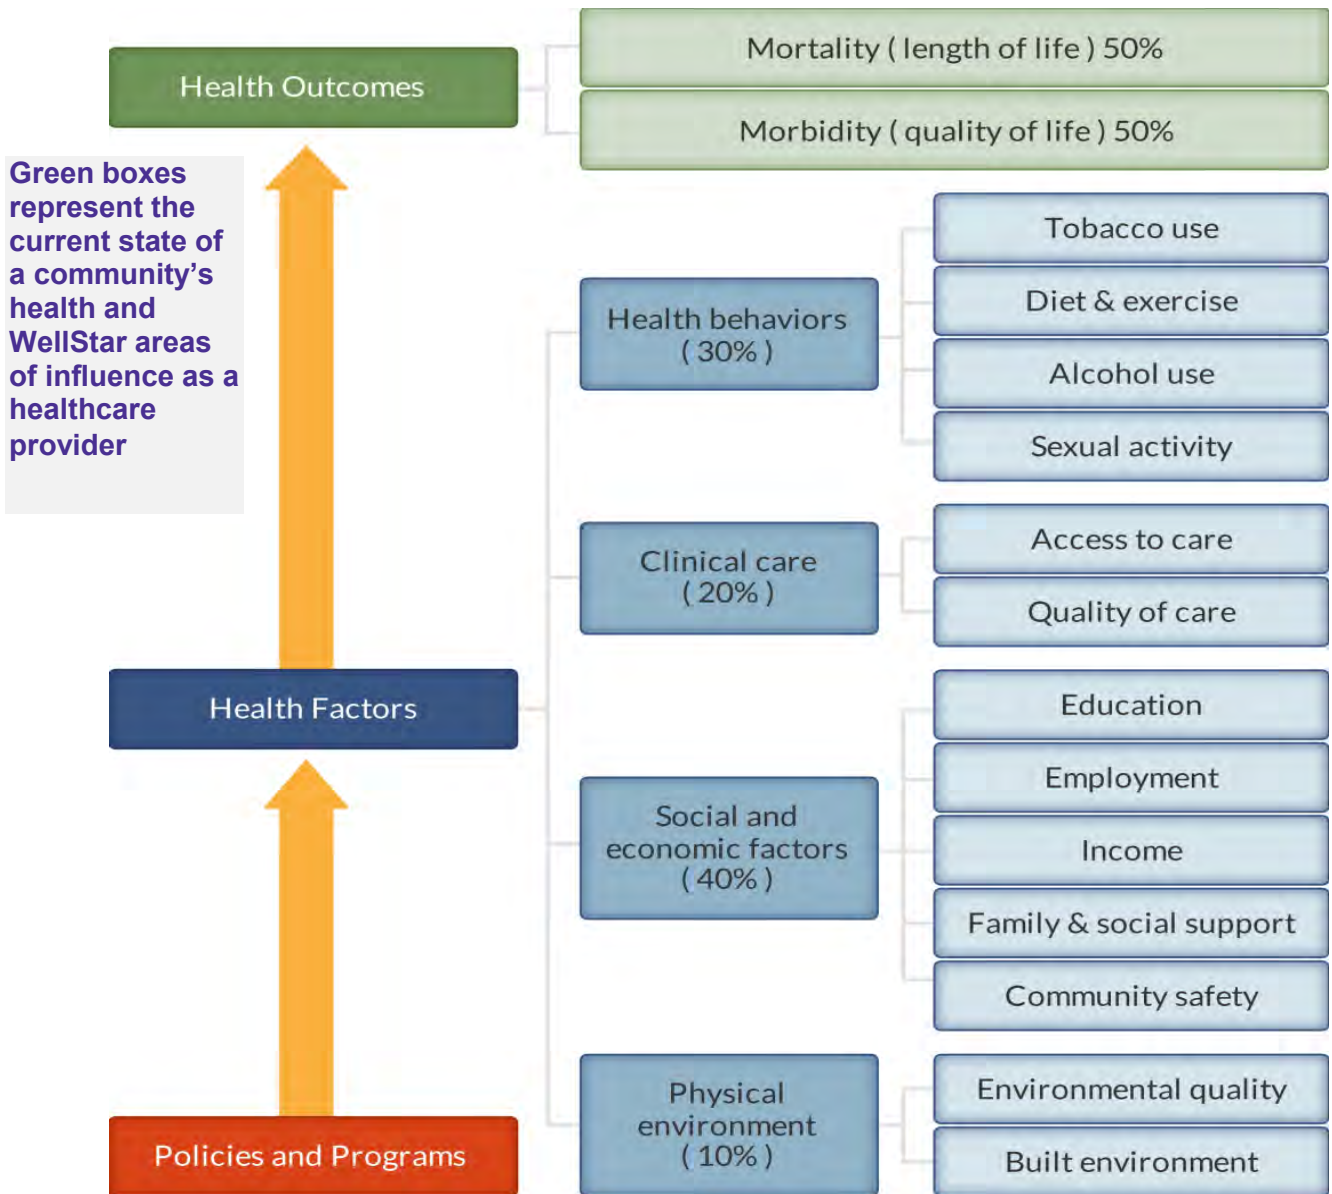 Health Outcomes
Mortality ( length of life ) 50%
Morbidity ( quality of life ) 50%
Green boxes
represent the
current state of
a community’s
health and
WellStar areas
of influence as a
healthcare
provider
Health Factors
Health behaviors
( 30% )
Tobacco use
Diet & exercise
Alcohol use
Sexual activity
Clinical care
( 20% )
Access to care
Quality of care
Social and
economic factors
( 40% )
Education
Employment
Income
Family & social support
Community safety
Physical
environment
( 10% )
Environmental quality
Built environment
Policies and Programs